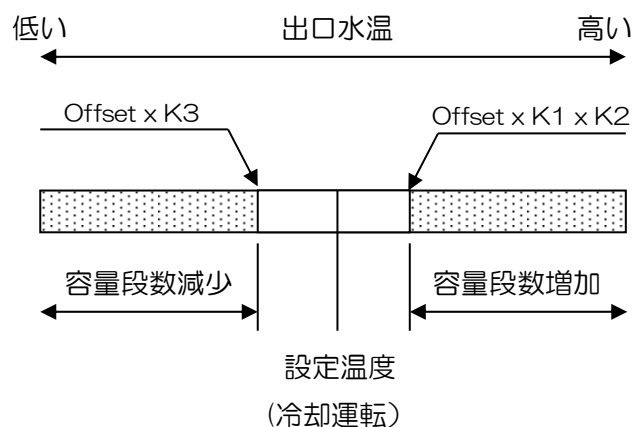 低い 出口水温 高い
Offset x K3 Offset x K1 x K2
容量段数減少 容量段数増加
設定温度
(冷却運転）